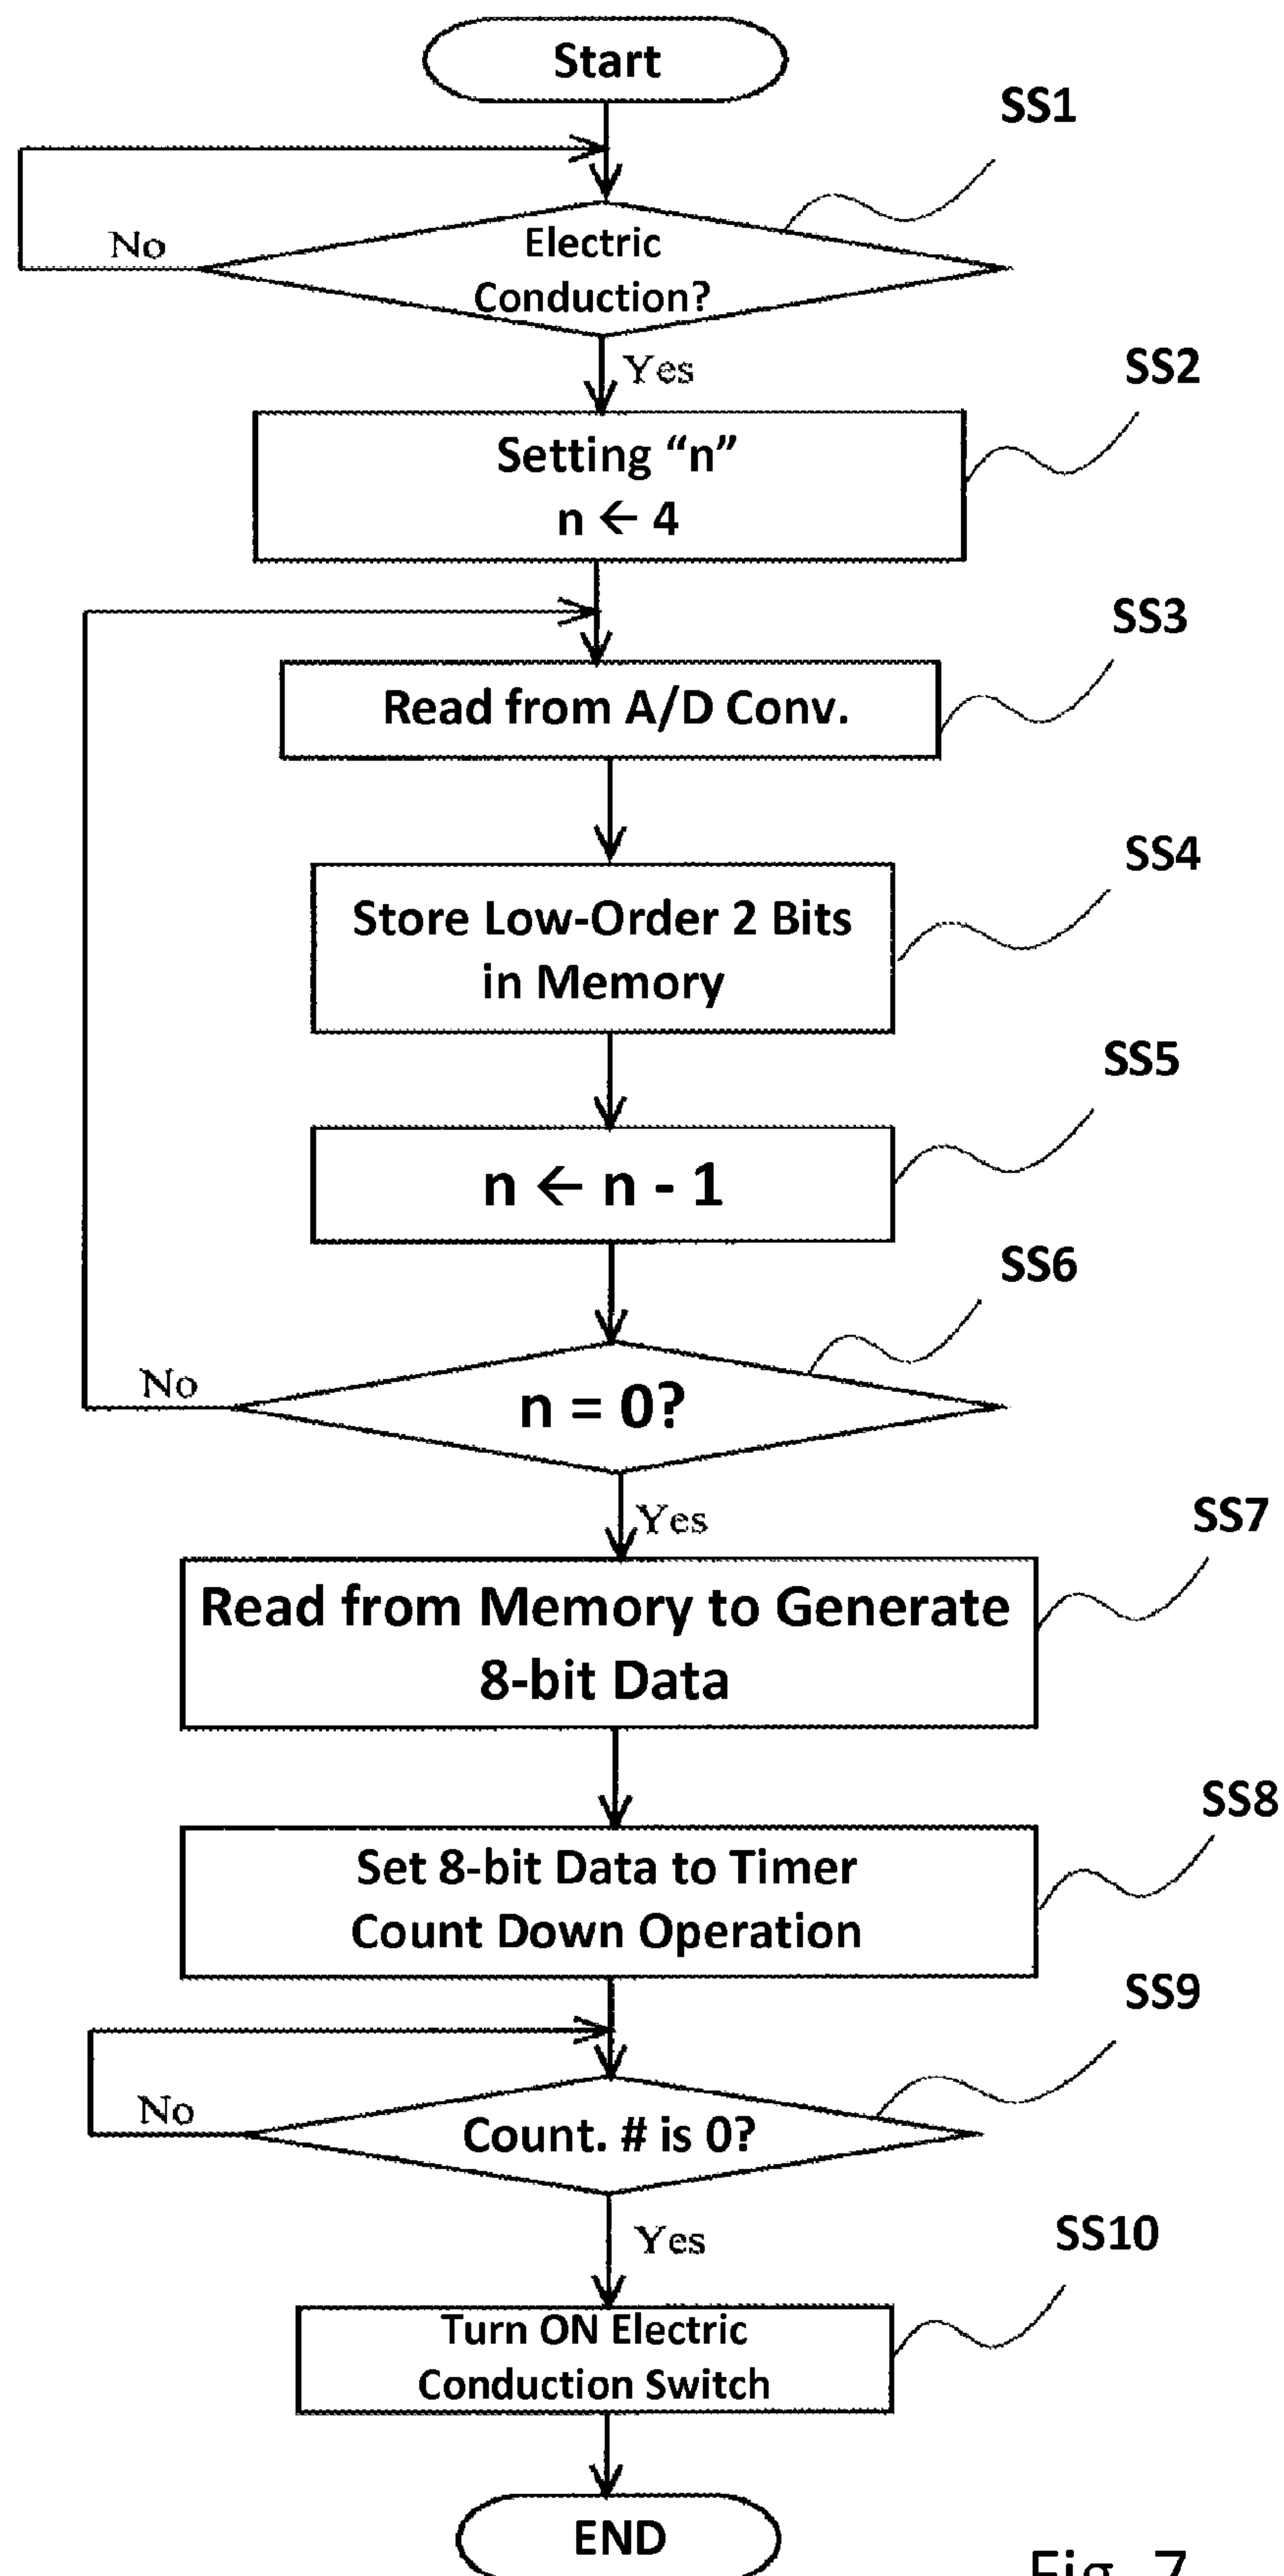 Start
SS1
No
Electric
Conduction?
Yes
SS2
Setting “n”
n ← 4
SS3
Read from A/D Conv.
SS4
Store Low-Order 2 Bits
in Memory
SS5
n ← n - 1
SS6
No
n = 0?
Yes
SS7
Read from Memory to Generate
8-bit Data
SS8
Set 8-bit Data to Timer
Count Down Operation
SS9
No
Count. # is 0?
Yes
SS10
Turn ON Electric
Conduction Switch
END
Fig. 7